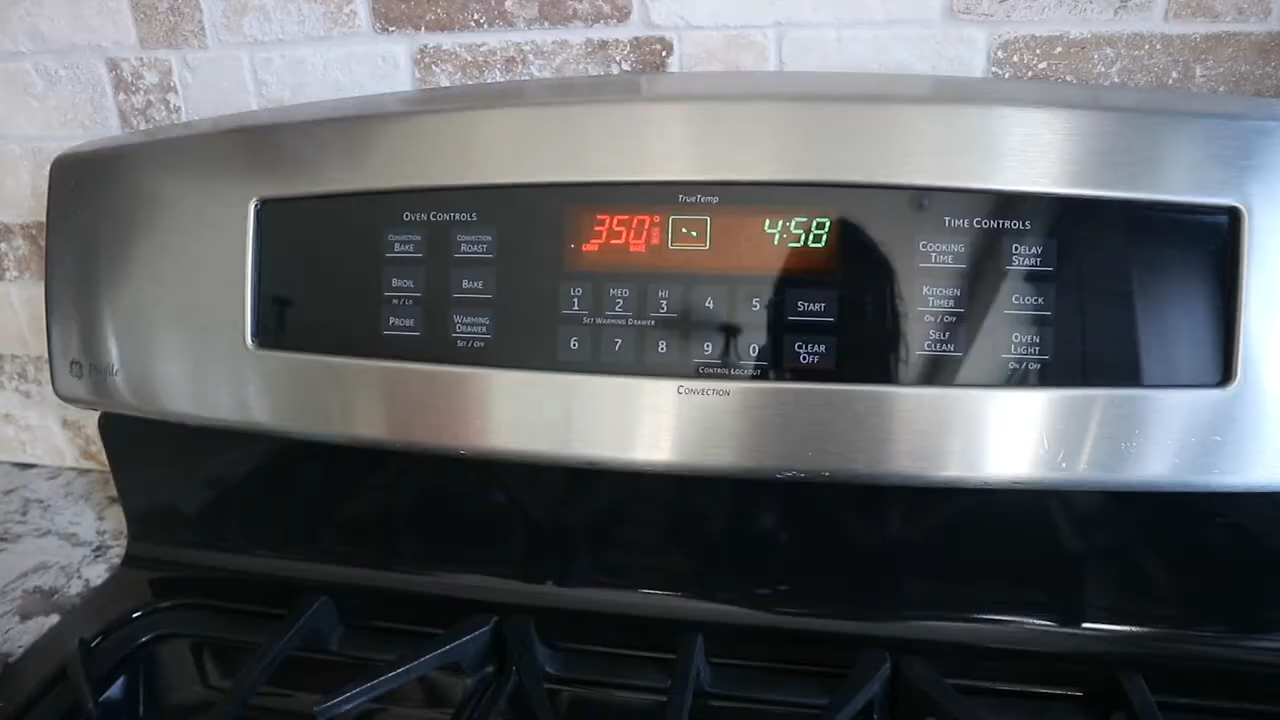 TrueTemp
OVEN CONTROLS
CONVECTION BAKE
CONVECTION ROAST
BROIL
HI / LO
BAKE
PROBE
WARMING DRAWER
SET / OFF
350°
BAKE
4:58
LO MED HI
1 2 3 4 5
SET WARMING DRAWER
6 7 8 9 0
CONTROL LOCKOUT
START
CLEAR OFF
TIME CONTROLS
COOKING TIME
DELAY START
KITCHEN TIMER
ON / OFF
CLOCK
SELF CLEAN
OVEN LIGHT
ON / OFF
CONVECTION
GE Profile